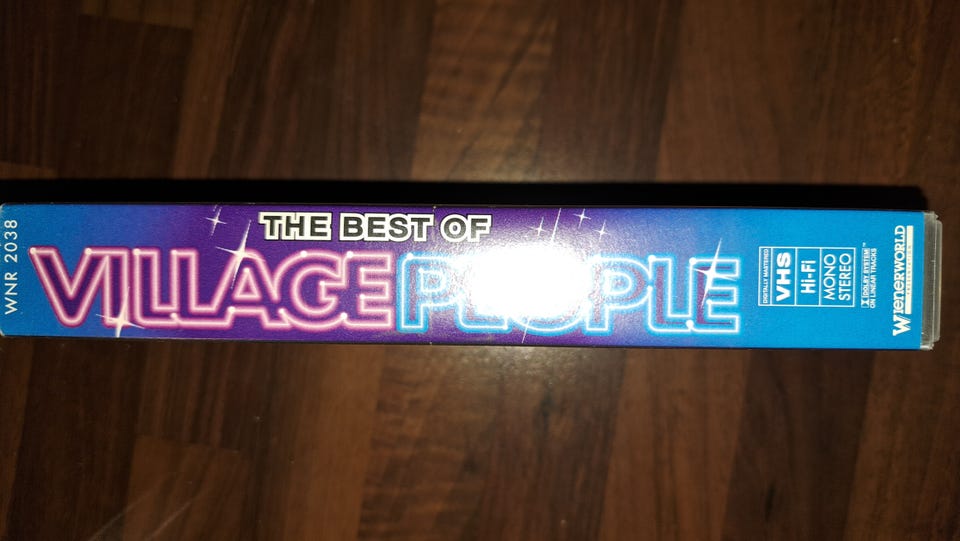 WNR 2038
THE BEST OF
VILLAGE PEOPLE
DIGITALLY MASTERED
VHS
Hi-Fi
MONO
STEREO
DOLBY SYSTEM™
ON LINEAR TRACKS
WIENERWORLD